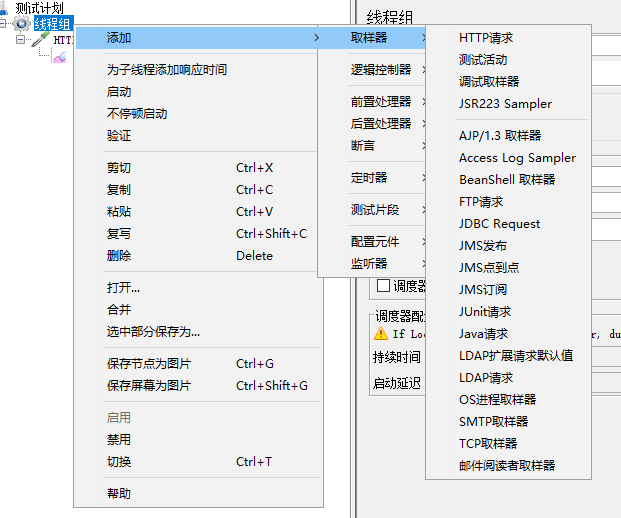 测试计划
线程组
HTT
添加
为子线程添加响应时间
启动
不停顿启动
验证
剪切 Ctrl+X
复制 Ctrl+C
粘贴 Ctrl+V
复写 Ctrl+Shift+C
删除 Delete
打开...
合并
选中部分保存为...
保存节点为图片 Ctrl+G
保存屏幕为图片 Ctrl+Shift+G
启用
禁用
切换 Ctrl+T
帮助
取样器
逻辑控制器
前置处理器
后置处理器
断言
定时器
测试片段
配置元件
监听器
HTTP请求
测试活动
调试取样器
JSR223 Sampler
AJP/1.3 取样器
Access Log Sampler
BeanShell 取样器
FTP请求
JDBC Request
JMS发布
JMS点到点
JMS订阅
JUnit请求
Java请求
LDAP扩展请求默认值
LDAP请求
OS进程取样器
SMTP取样器
TCP取样器
邮件阅读者取样器
线程组
调度器
调度器配
If Loo r, du
持续时间
启动延迟